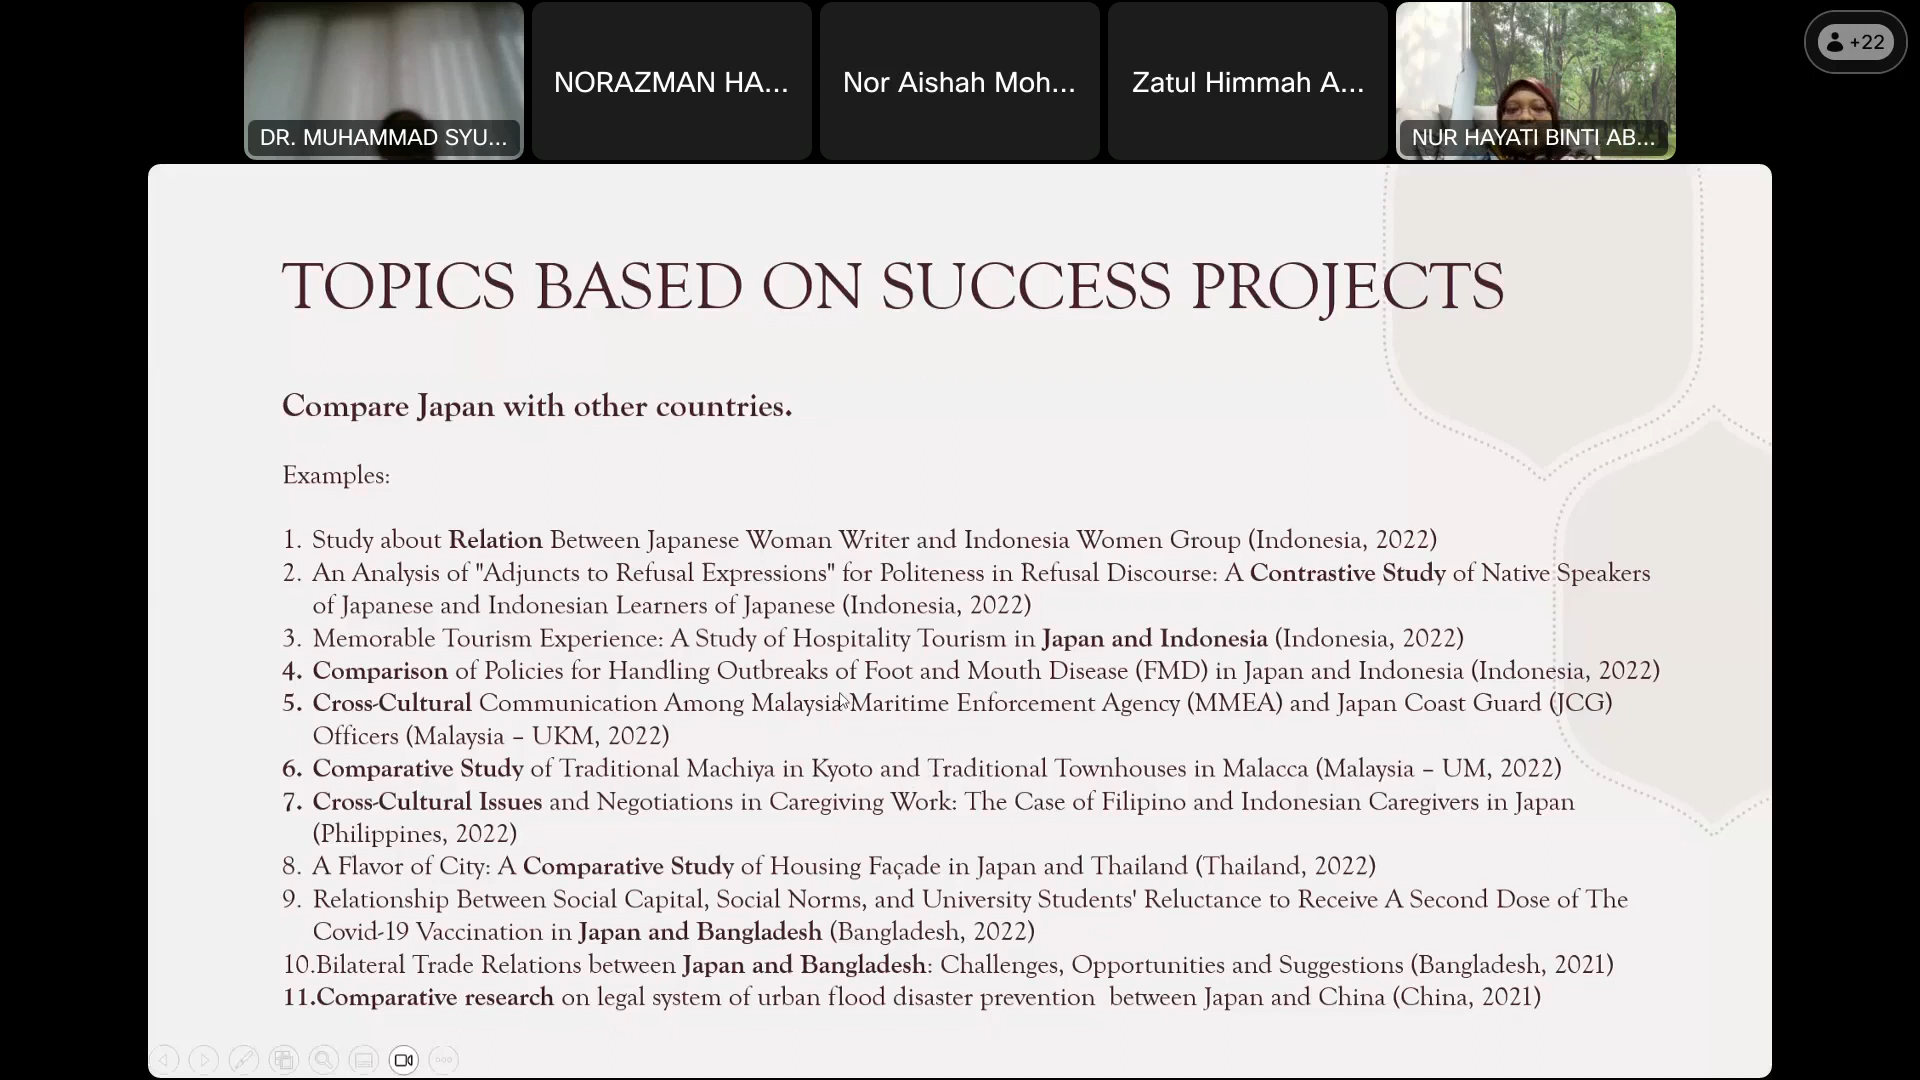 DR. MUHAMMAD SYU...
NORAZMAN HA...
Nor Aishah Moh...
Zatul Himmah A...
NUR HAYATI BINTI AB...
+22
TOPICS BASED ON SUCCESS PROJECTS
Compare Japan with other countries.
Examples:
1. Study about Relation Between Japanese Woman Writer and Indonesia Women Group (Indonesia, 2022)
2. An Analysis of "Adjuncts to Refusal Expressions" for Politeness in Refusal Discourse: A Contrastive Study of Native Speakers
of Japanese and Indonesian Learners of Japanese (Indonesia, 2022)
3. Memorable Tourism Experience: A Study of Hospitality Tourism in Japan and Indonesia (Indonesia, 2022)
4. Comparison of Policies for Handling Outbreaks of Foot and Mouth Disease (FMD) in Japan and Indonesia (Indonesia, 2022)
5. Cross-Cultural Communication Among Malaysia Maritime Enforcement Agency (MMEA) and Japan Coast Guard (JCG)
Officers (Malaysia – UKM, 2022)
6. Comparative Study of Traditional Machiya in Kyoto and Traditional Townhouses in Malacca (Malaysia – UM, 2022)
7. Cross-Cultural Issues and Negotiations in Caregiving Work: The Case of Filipino and Indonesian Caregivers in Japan
(Philippines, 2022)
8. A Flavor of City: A Comparative Study of Housing Façade in Japan and Thailand (Thailand, 2022)
9. Relationship Between Social Capital, Social Norms, and University Students' Reluctance to Receive A Second Dose of The
Covid-19 Vaccination in Japan and Bangladesh (Bangladesh, 2022)
10.Bilateral Trade Relations between Japan and Bangladesh: Challenges, Opportunities and Suggestions (Bangladesh, 2021)
11.Comparative research on legal system of urban flood disaster prevention  between Japan and China (China, 2021)